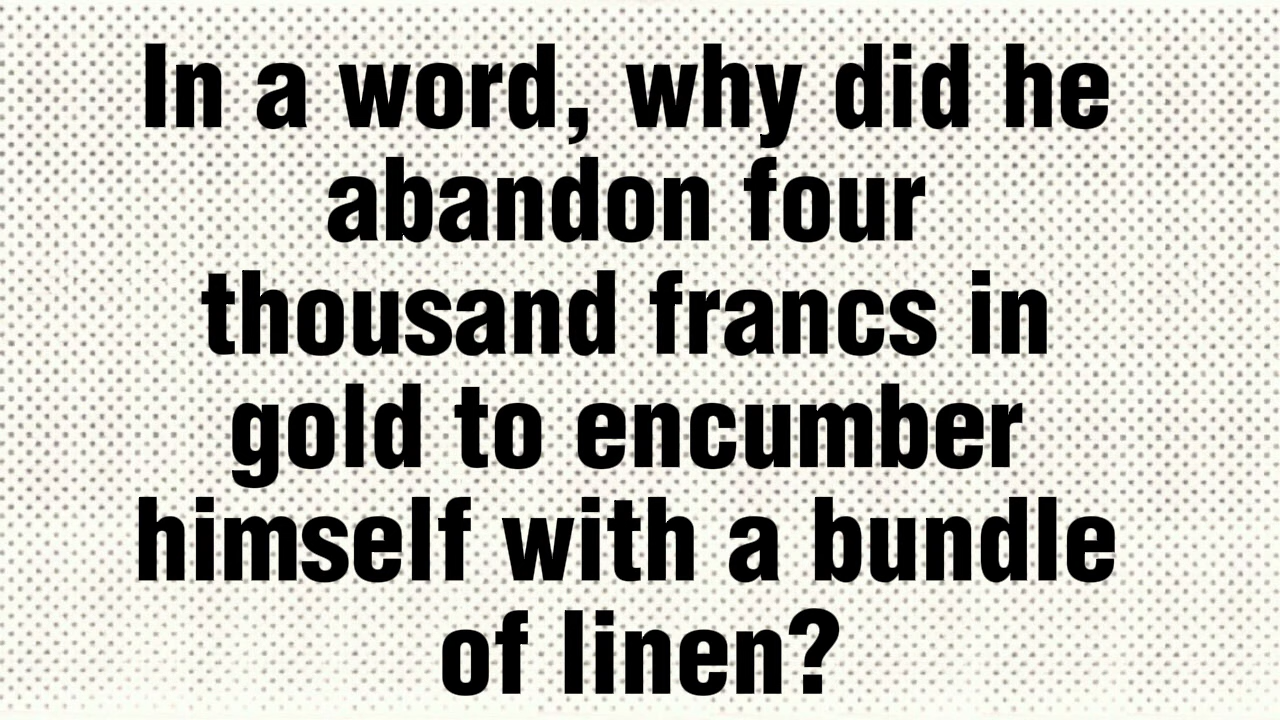 In a word, why did he
abandon four
thousand francs in
gold to encumber
himself with a bundle
of linen?